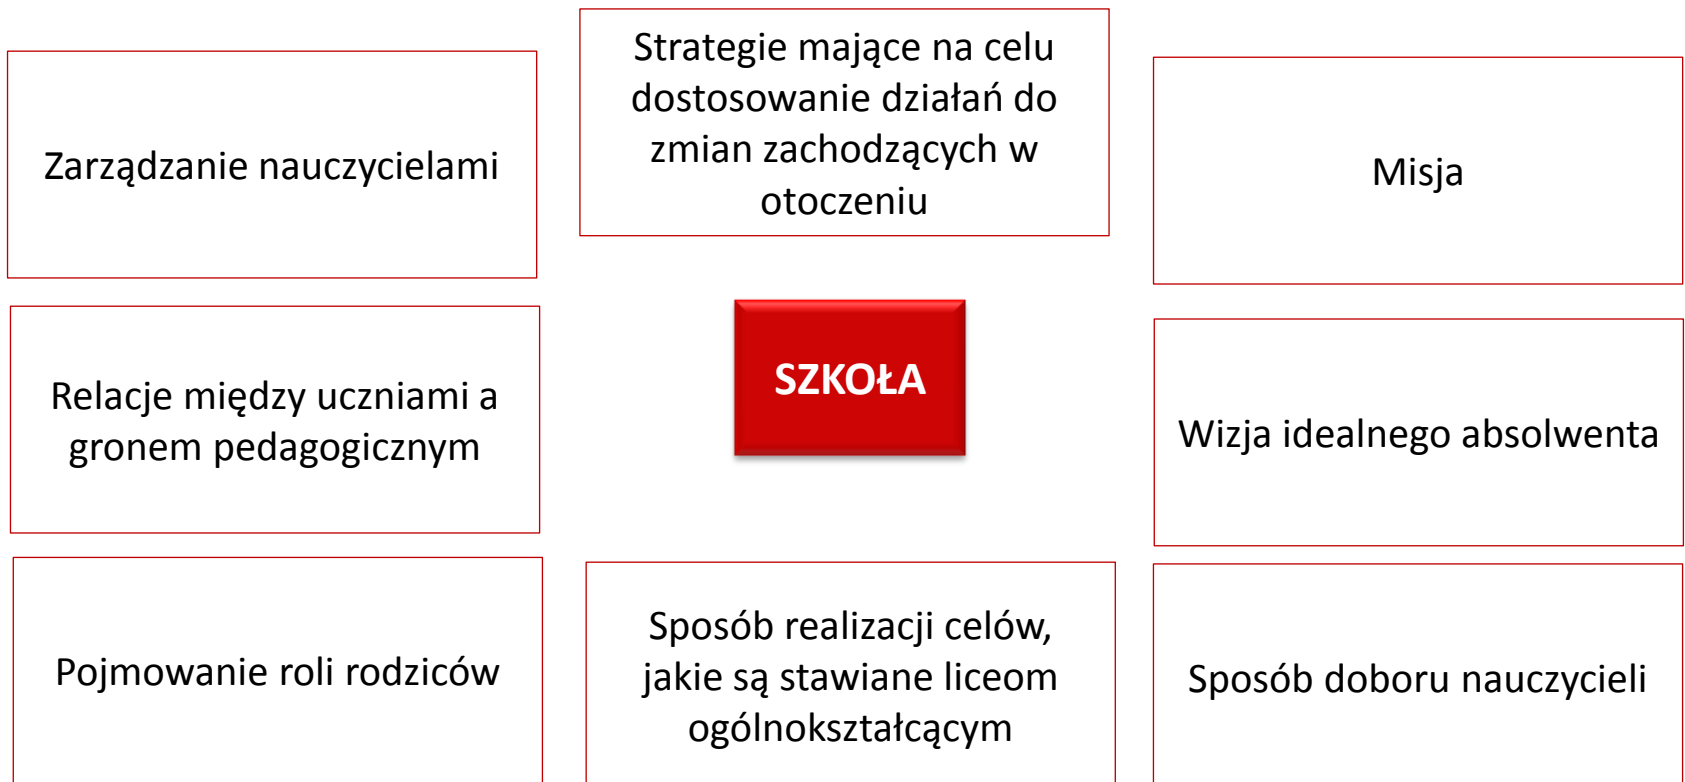 Strategie mające na celu
dostosowanie działań do
zmian zachodzących w
otoczeniu
Zarządzanie nauczycielami
Misja
SZKOŁA
Relacje między uczniami a
gronem pedagogicznym
Wizja idealnego absolwenta
Pojmowanie roli rodziców
Sposób realizacji celów,
jakie są stawiane liceom
ogólnokształcącym
Sposób doboru nauczycieli